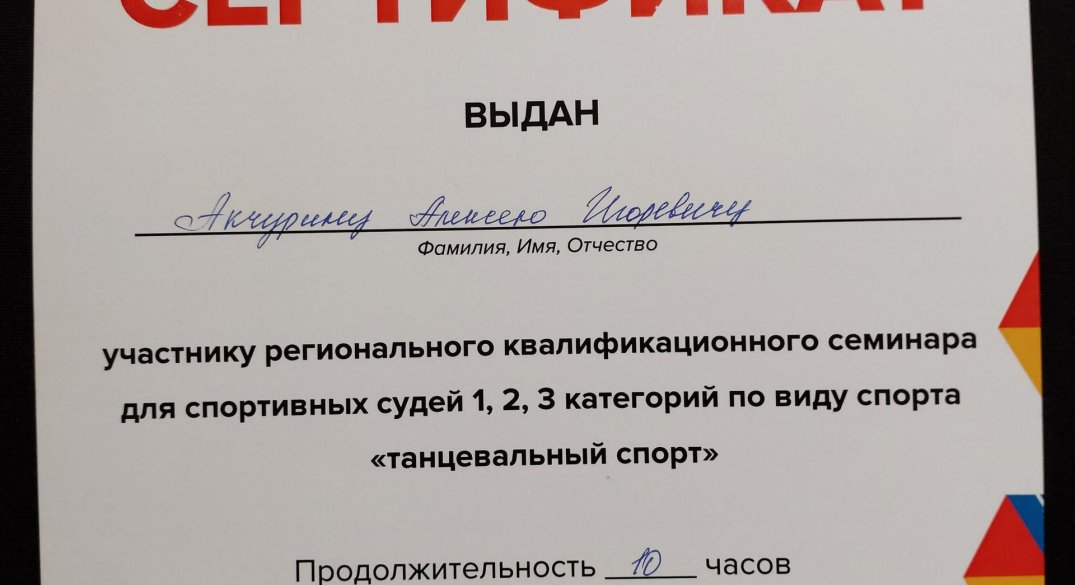 СЕРТИФИКАТ
ВЫДАН
Акчурину Алексею Игоревичу
Фамилия, Имя, Отчество
участнику регионального квалификационного семинара
для спортивных судей 1, 2, 3 категорий по виду спорта
«танцевальный спорт»
Продолжительность 10 часов